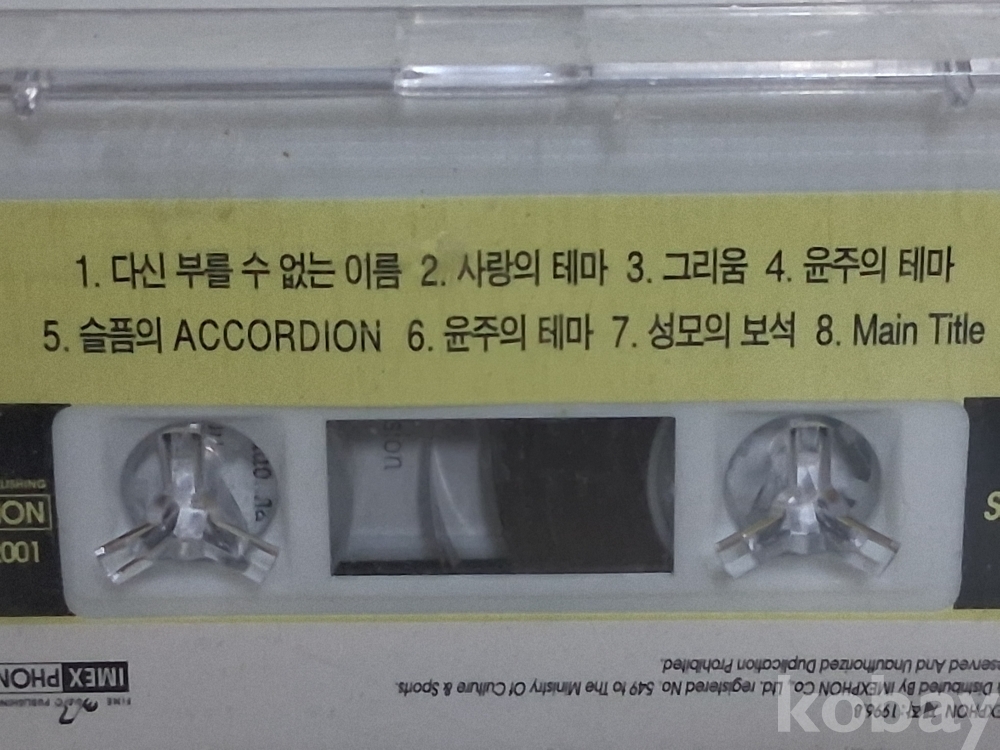 1. 다신 부를 수 없는 이름 2. 사랑의 테마 3. 그리움 4. 윤주의 테마
5. 슬픔의 ACCORDION 6. 윤주의 테마 7. 성모의 보석 8. Main Title
ON
001
IMEX PHON
Distributed By IMEXPHON Co., Ltd. registered No. 549 to The Ministry Of Culture & Sports.
And Unauthorized Duplication Prohibited.
kobay